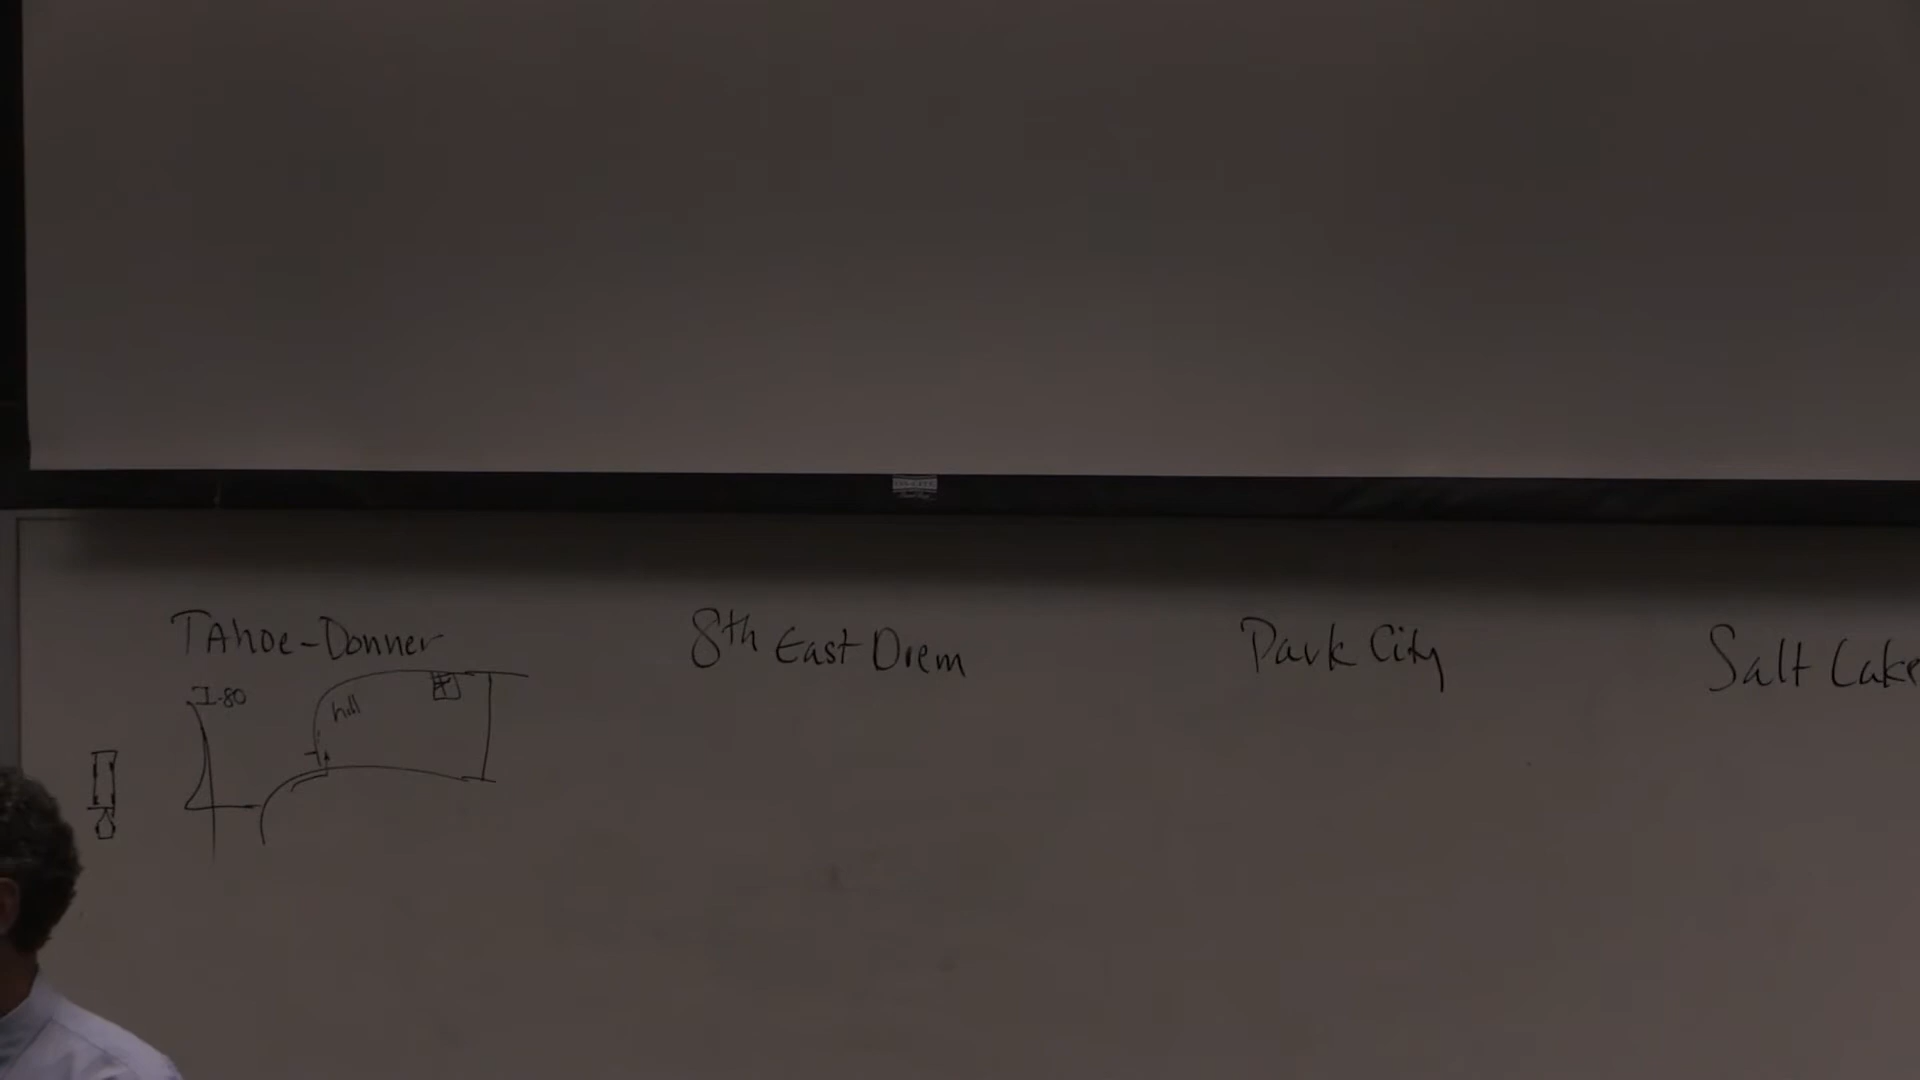 TAhoe-Donner
8th East Orem
Park City
Salt Lake
I-80
hill